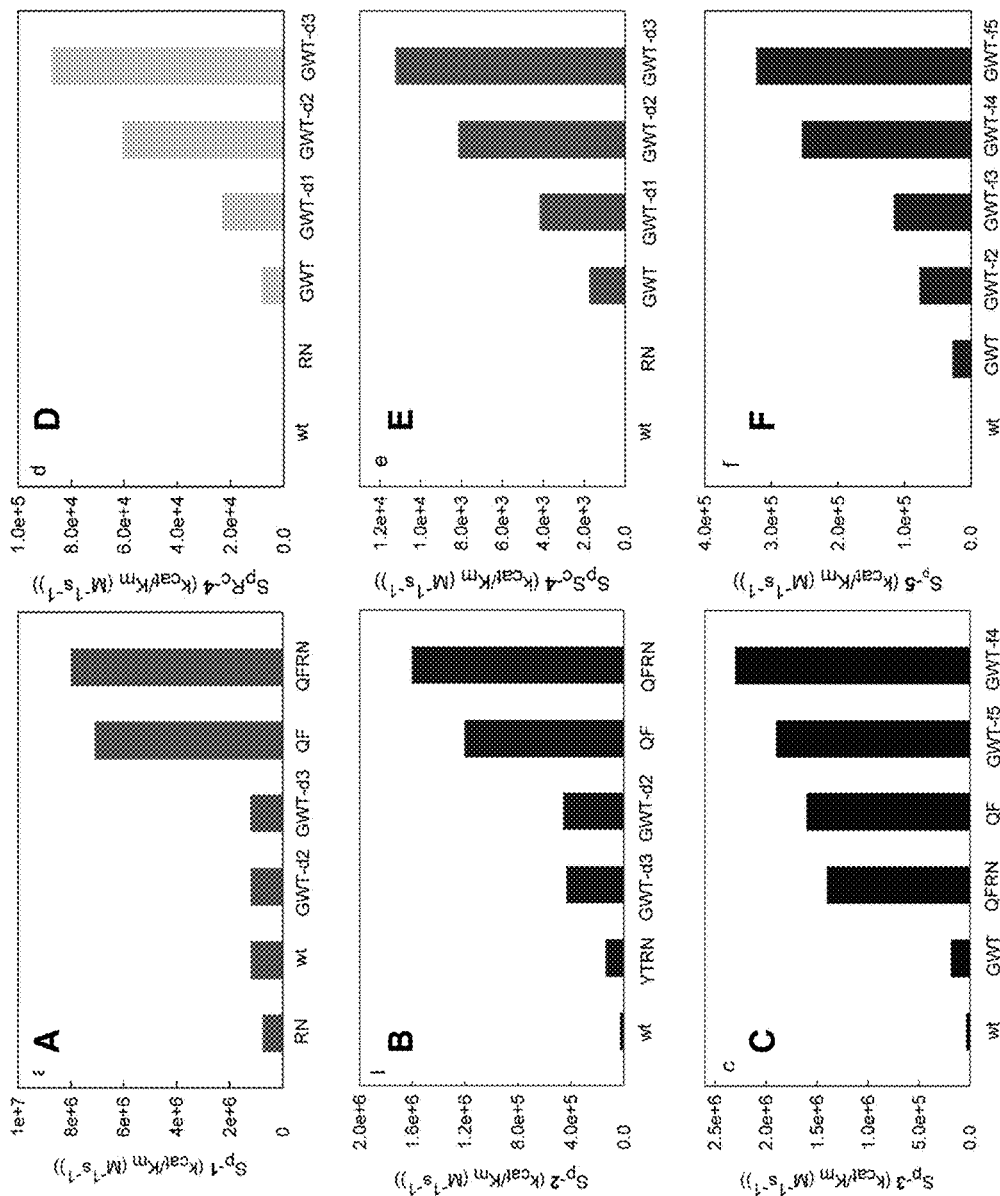 A
1e+7
8e+6
6e+6
4e+6
2e+6
0
Sp-1 (kcat/Km (M⁻¹s⁻¹))
RN wt GWT-d2 GWT-d3 QF QFRN
d
D
1.0e+5
8.0e+4
6.0e+4
4.0e+4
2.0e+4
0.0
SpRc-4 (kcat/Km (M⁻¹s⁻¹))
wt RN GWT GWT-d1 GWT-d2 GWT-d3
B
2.0e+6
1.6e+6
1.2e+6
8.0e+5
4.0e+5
0.0
Sp-2 (kcat/Km (M⁻¹s⁻¹))
wt YTRN GWT-d3 GWT-d2 QF QFRN
e
E
1.2e+4
1.0e+4
8.0e+3
6.0e+3
4.0e+3
2.0e+3
0.0
SpSc-4 (kcat/Km (M⁻¹s⁻¹))
wt RN GWT GWT-d1 GWT-d2 GWT-d3
c
C
2.5e+6
2.0e+6
1.5e+6
1.0e+6
5.0e+5
0.0
Sp-3 (kcat/Km (M⁻¹s⁻¹))
wt GWT QFRN QF GWT-f5 GWT-f4
f
F
4.0e+5
3.0e+5
2.0e+5
1.0e+5
0.0
Sp-5 (kcat/Km (M⁻¹s⁻¹))
wt GWT GWT-f2 GWT-f3 GWT-f4 GWT-f5